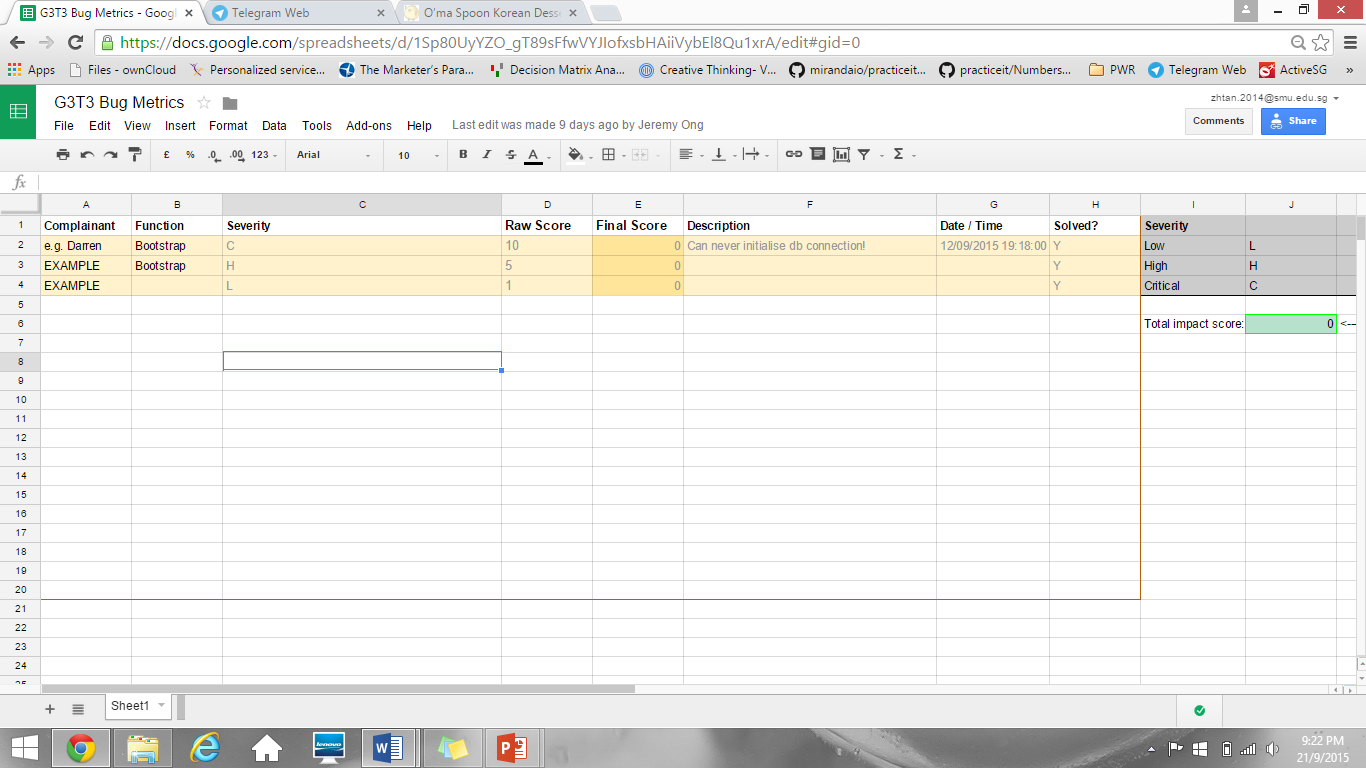 G3T3 Bug Metrics - Goog
Telegram Web
O'ma Spoon Korean Desse
https://docs.google.com/spreadsheets/d/1Sp80UyYZO_gT89sFfwVYJIofxsbHAiiVybEl8Qu1xrA/edit#gid=0
Apps Files - ownCloud Personalized service... The Marketer's Para... Decision Matrix Ana... Creative Thinking- V... mirandaio/practiceit... practiceit/Numbers... PWR Telegram Web ActiveSG »
G3T3 Bug Metrics
zhtan.2014@smu.edu.sg
File Edit View Insert Format Data Tools Add-ons Help Last edit was made 9 days ago by Jeremy Ong
Comments Share
£ % .0 .00 123 Arial 10 B I S A Σ
fx
A B C D E F G H I J
1 Complainant Function Severity Raw Score Final Score Description Date / Time Solved? Severity
2 e.g. Darren Bootstrap C 10 0 Can never initialise db connection! 12/09/2015 19:18:00 Y Low L
3 EXAMPLE Bootstrap H 5 0 Y High H
4 EXAMPLE L 1 0 Y Critical C
5
6 Total impact score: 0 <--
7
8
9
10
11
12
13
14
15
16
17
18
19
20
21
22
23
24
25
+ Sheet1
lenovo
9:22 PM
21/9/2015